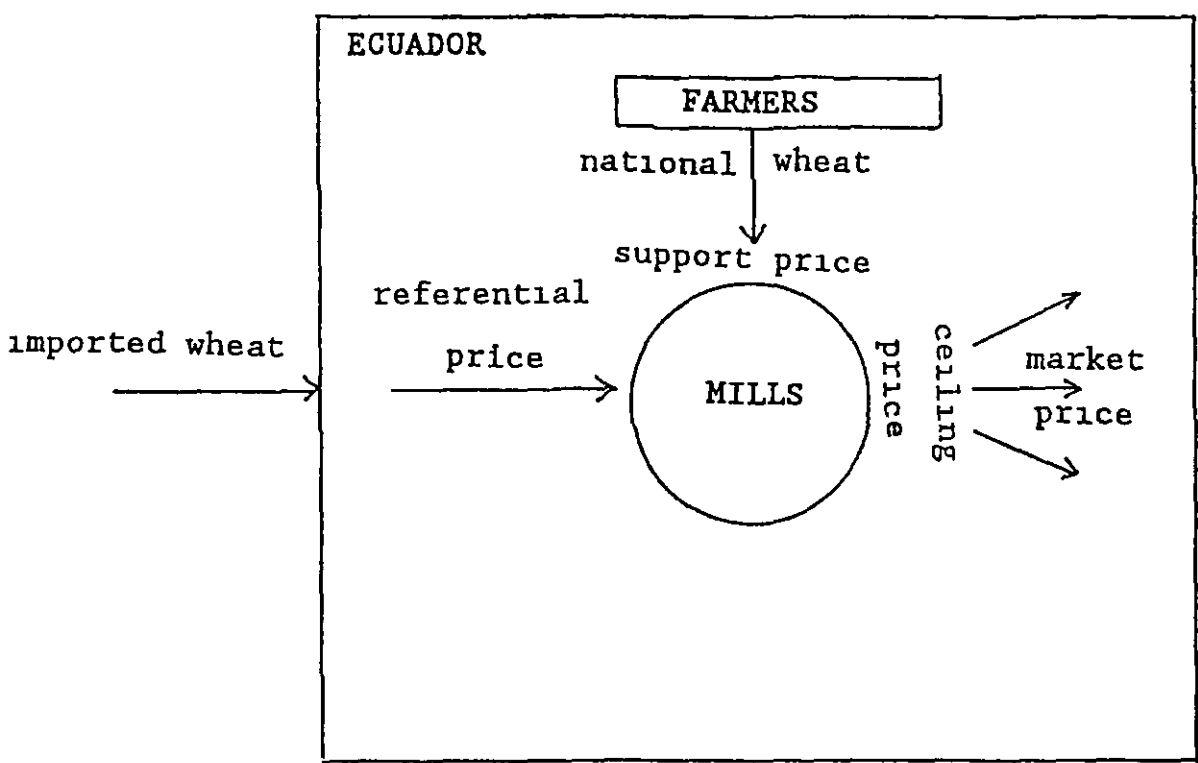 ECUADOR
FARMERS
national wheat
support price
referential
price
imported wheat
MILLS
ceiling
price
market
price